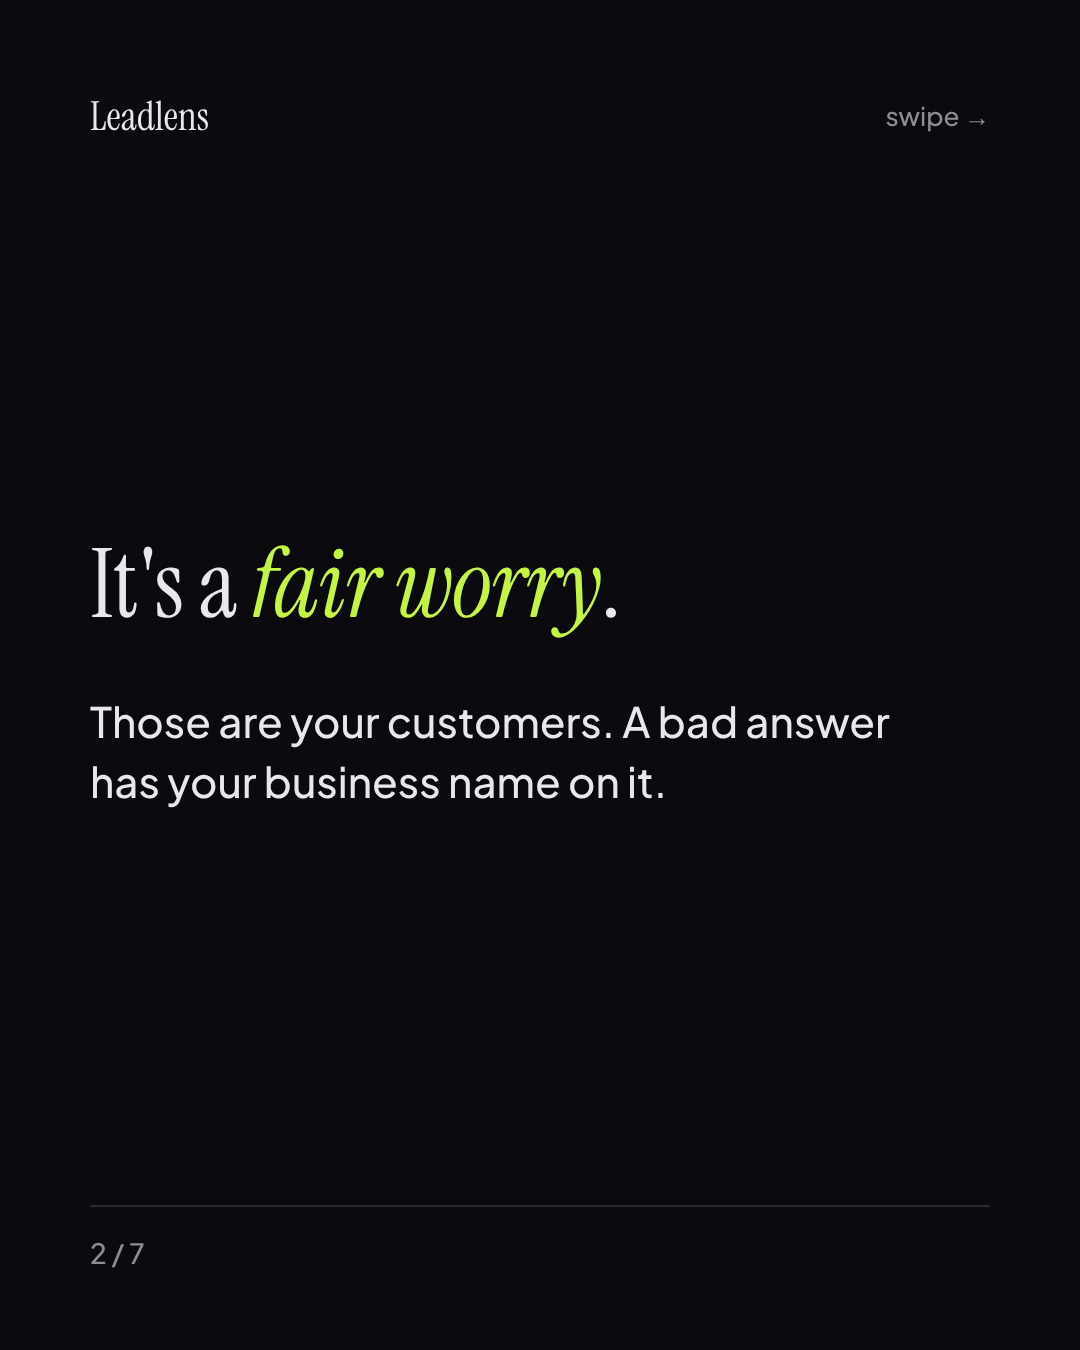 Leadlens
swipe →
It's a fair worry.
Those are your customers. A bad answer
has your business name on it.
2 / 7